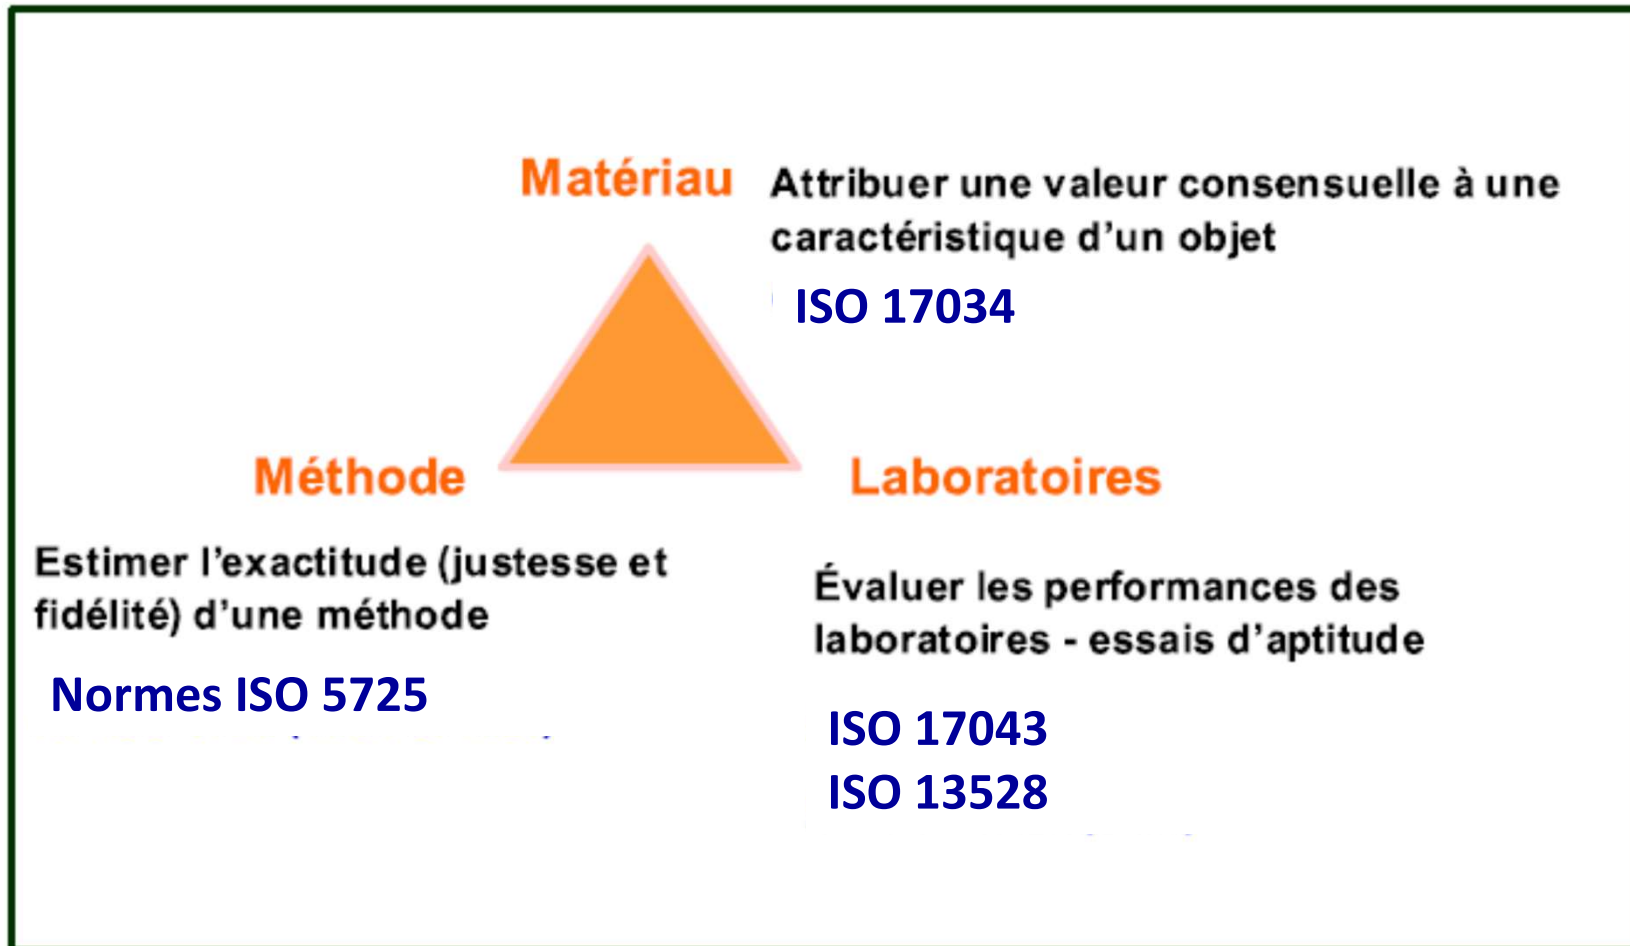 Matériau
Attribuer une valeur consensuelle à une
caractéristique d'un objet
ISO 17034
Méthode
Estimer l'exactitude (justesse et
fidélité) d'une méthode
Normes ISO 5725
Laboratoires
Évaluer les performances des
laboratoires - essais d'aptitude
ISO 17043
ISO 13528